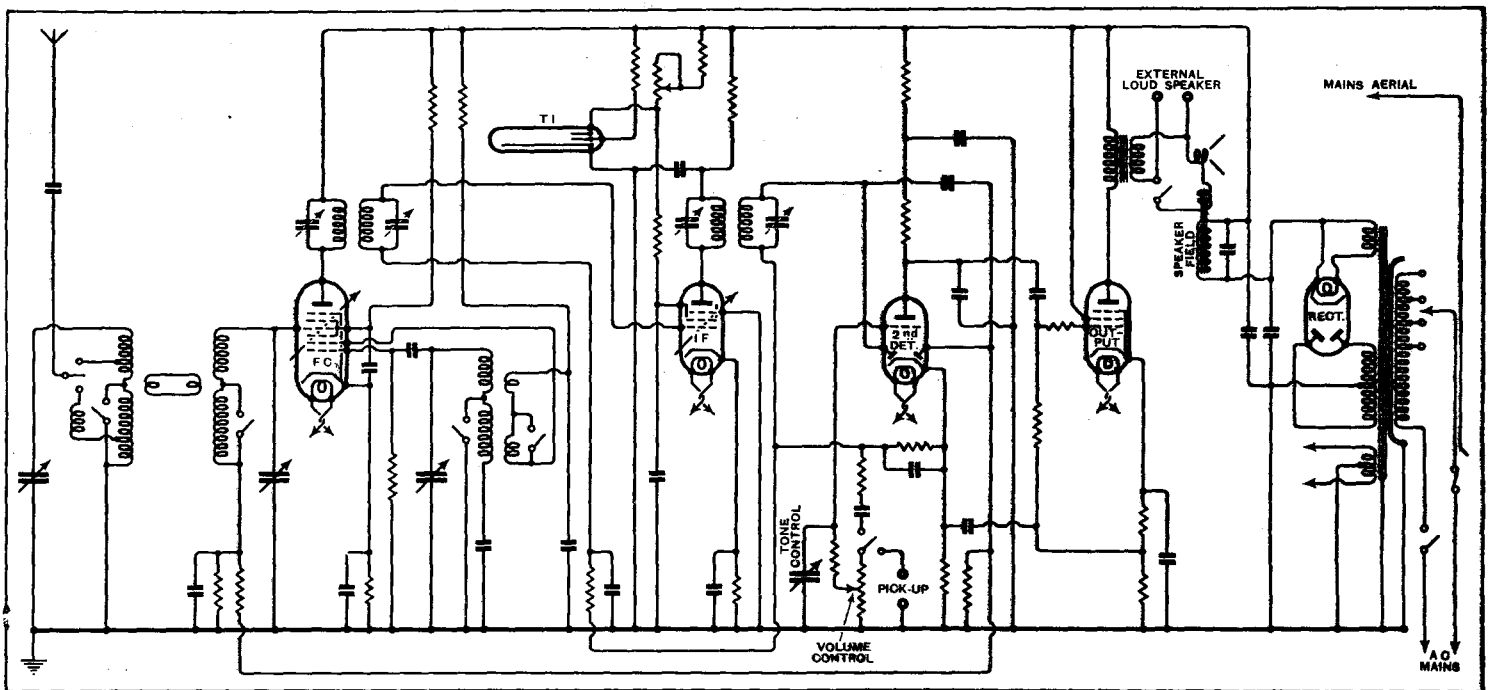 EXTERNAL
LOUD SPEAKER
MAINS AERIAL
T I
SPEAKER
FIELD
RECT.
F C
I F
2nd
DET.
OUT-
PUT
TONE
CONTROL
PICK-UP
VOLUME
CONTROL
A C
MAINS